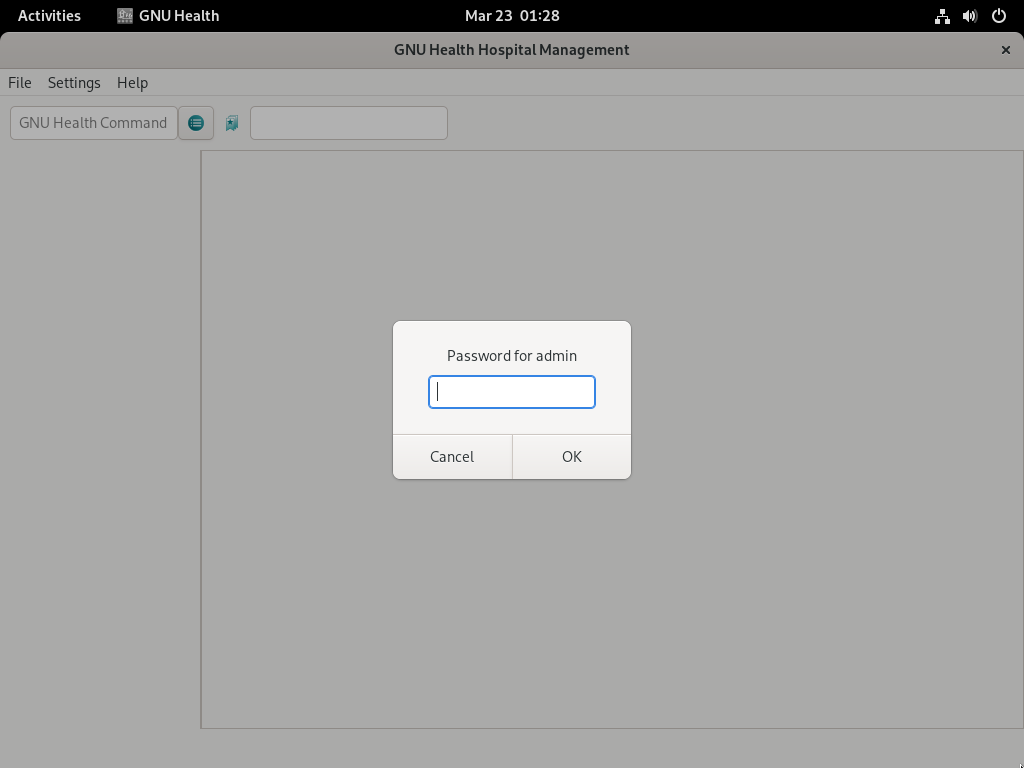 Activities GNU Health Mar 23 01:28
GNU Health Hospital Management
File Settings Help
GNU Health Command
Password for admin
Cancel OK